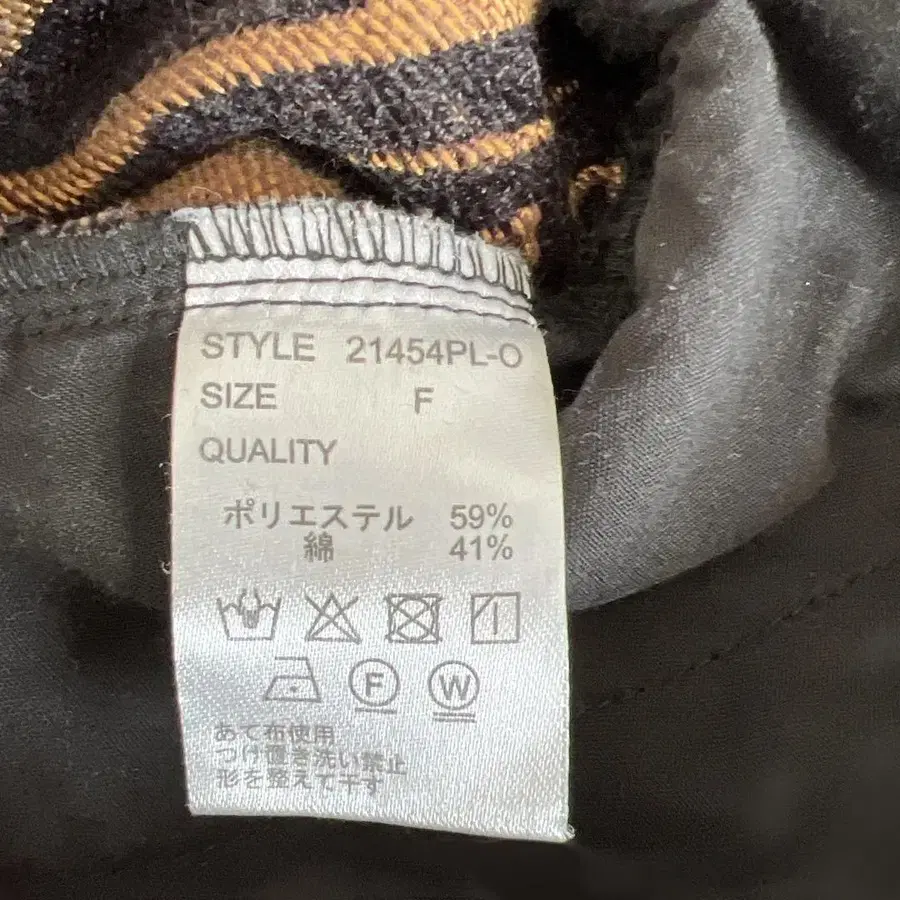 STYLE 21454PL-O
SIZE F
QUALITY
ポリエステル 59%
綿 41%
F W
あて布使用
つけ置き洗い禁止
形を整えて干す